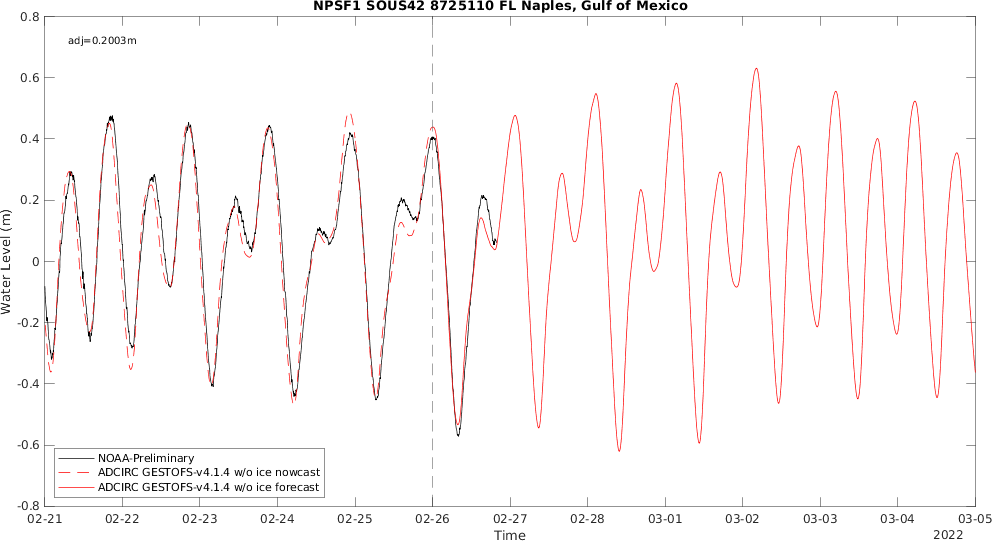 NPSF1 SOUS42 8725110 FL Naples, Gulf of Mexico
0.8
adj=0.2003m
0.6
0.4
0.2
0
-0.2
-0.4
-0.6
-0.8
Water Level (m)
NOAA-Preliminary
ADCIRC GESTOFS-v4.1.4 w/o ice nowcast
ADCIRC GESTOFS-v4.1.4 w/o ice forecast
02-21 02-22 02-23 02-24 02-25 02-26 02-27 02-28 03-01 03-02 03-03 03-04 03-05
Time
2022